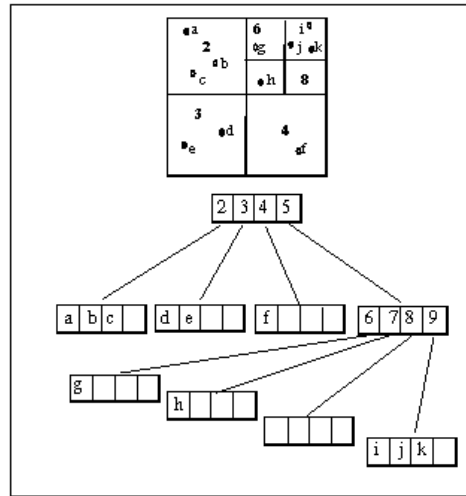 a 6 i
2 g j k
b
c h 8
3 4
d
e f
2 3 4 5
a b c d e f 6 7 8 9
g
h
i j k